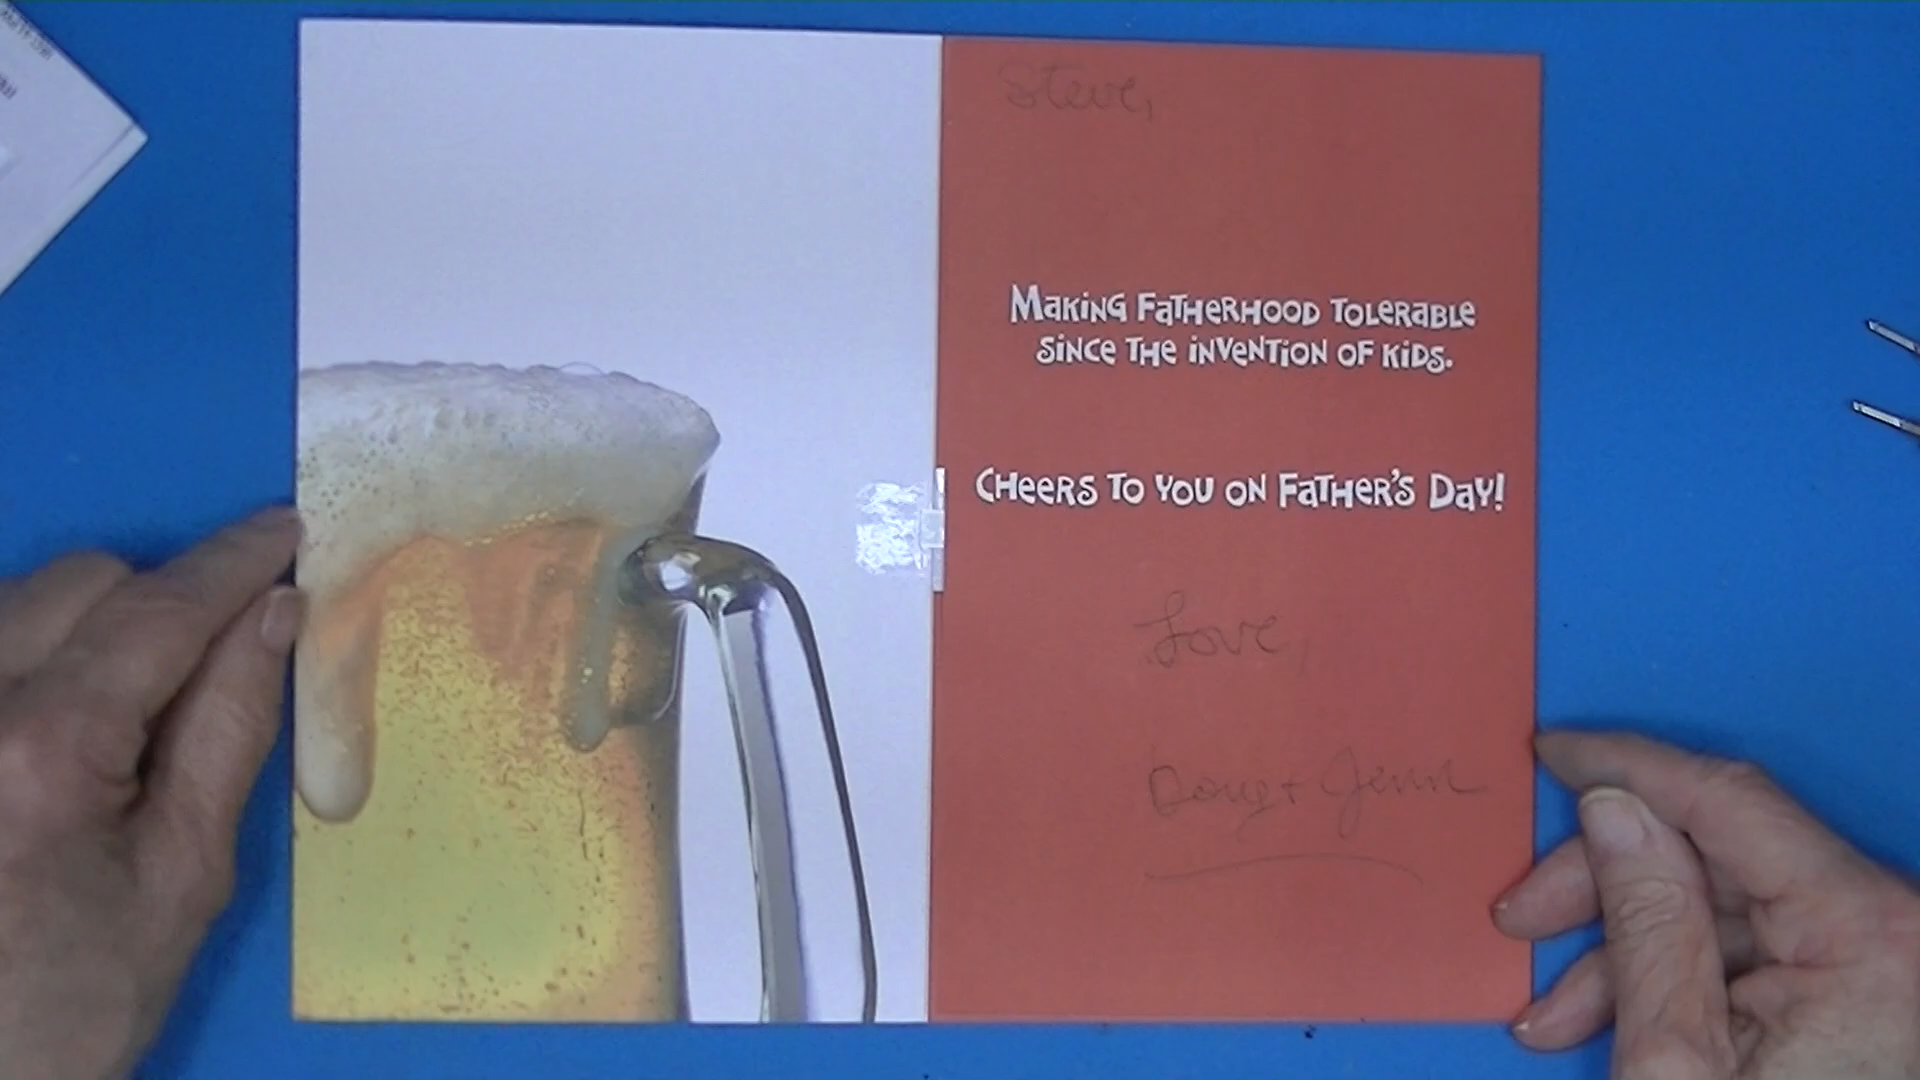 Steve,
Making Fatherhood tolerable
since the invention of kids.
Cheers to you on Father's Day!
Love,
Doug + Jenn